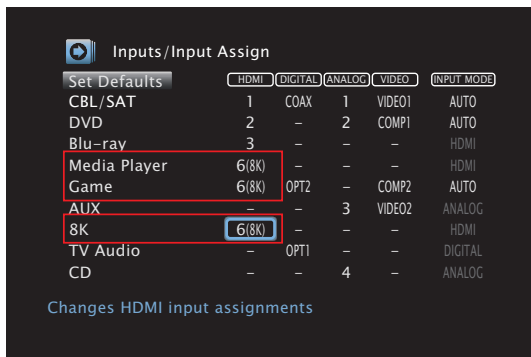 Inputs/Input Assign
Set Defaults HDMI DIGITAL ANALOG VIDEO INPUT MODE
CBL/SAT 1 COAX 1 VIDEO1 AUTO
DVD 2 – 2 COMP1 AUTO
Blu-ray 3 – – – HDMI
Media Player 6(8K) – – – HDMI
Game 6(8K) OPT2 – COMP2 AUTO
AUX – – 3 VIDEO2 ANALOG
8K 6(8K) – – – HDMI
TV Audio – OPT1 – – DIGITAL
CD – – 4 – ANALOG
Changes HDMI input assignments